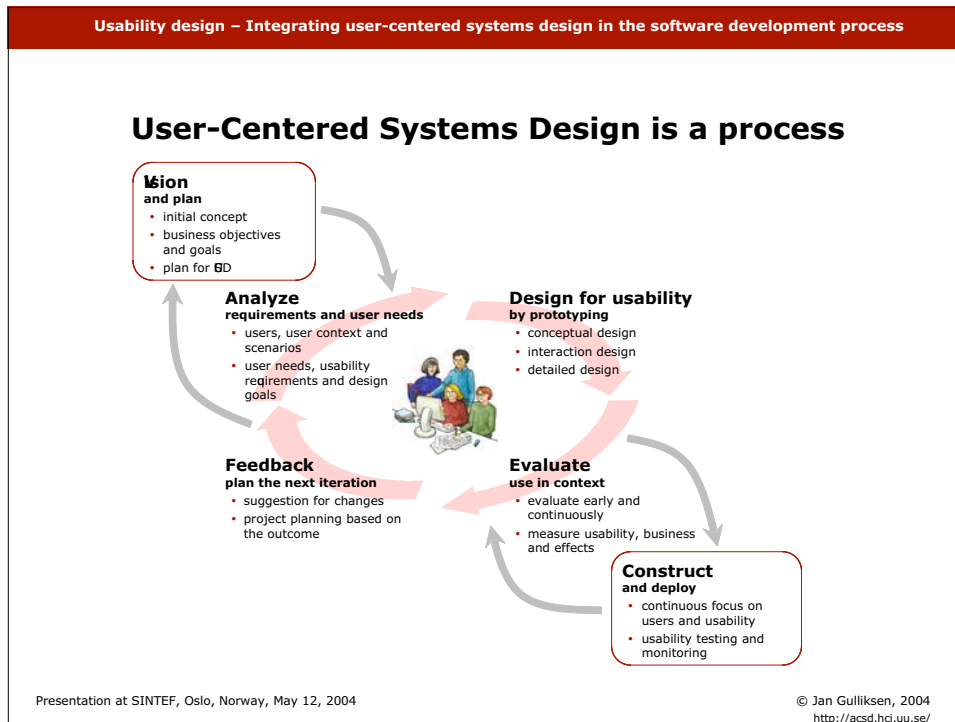 Usability design – Integrating user-centered systems design in the software development process
User-Centered Systems Design is a process
Vision
and plan
• initial concept
• business objectives
and goals
• plan for
Analyze
requirements and user needs
• users, user context and
scenarios
• user needs, usability
reqirements and design
goals
Design for usability
by prototyping
• conceptual design
• interaction design
• detailed design
Feedback
plan the next iteration
• suggestion for changes
• project planning based on
the outcome
Evaluate
use in context
• evaluate early and
continuously
• measure usability, business
and effects
Construct
and deploy
• continuous focus on
users and usability
• usability testing and
monitoring
Presentation at SINTEF, Oslo, Norway, May 12, 2004
© Jan Gulliksen, 2004
http://acsd.hci.uu.se/